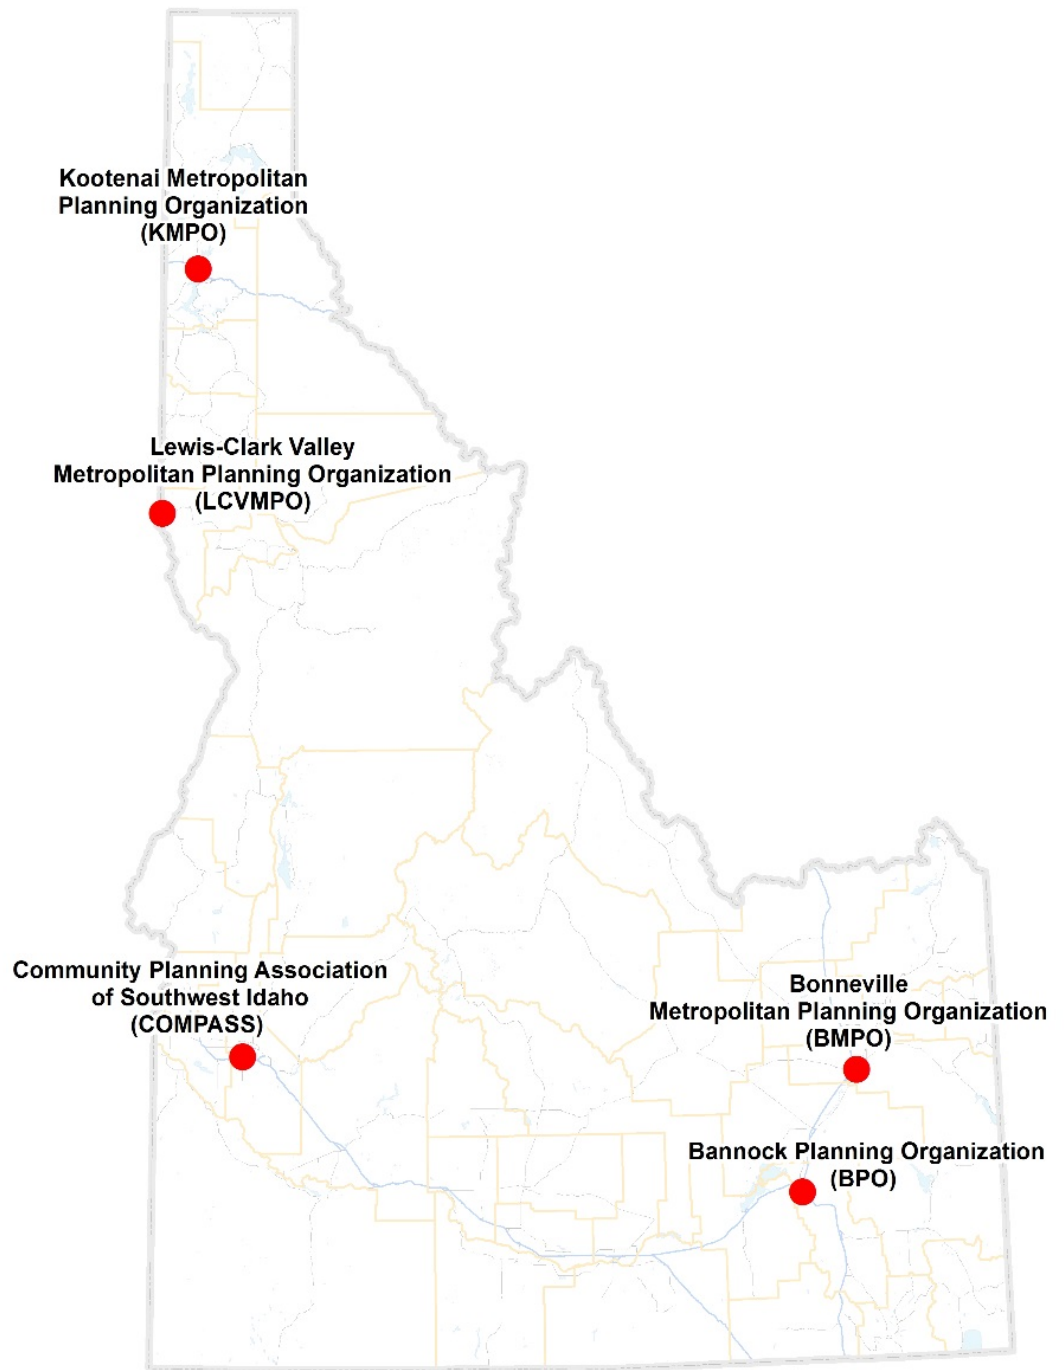 Kootenai Metropolitan
Planning Organization
(KMPO)
Lewis-Clark Valley
Metropolitan Planning Organization
(LCVMPO)
Community Planning Association
of Southwest Idaho
(COMPASS)
Bonneville
Metropolitan Planning Organization
(BMPO)
Bannock Planning Organization
(BPO)